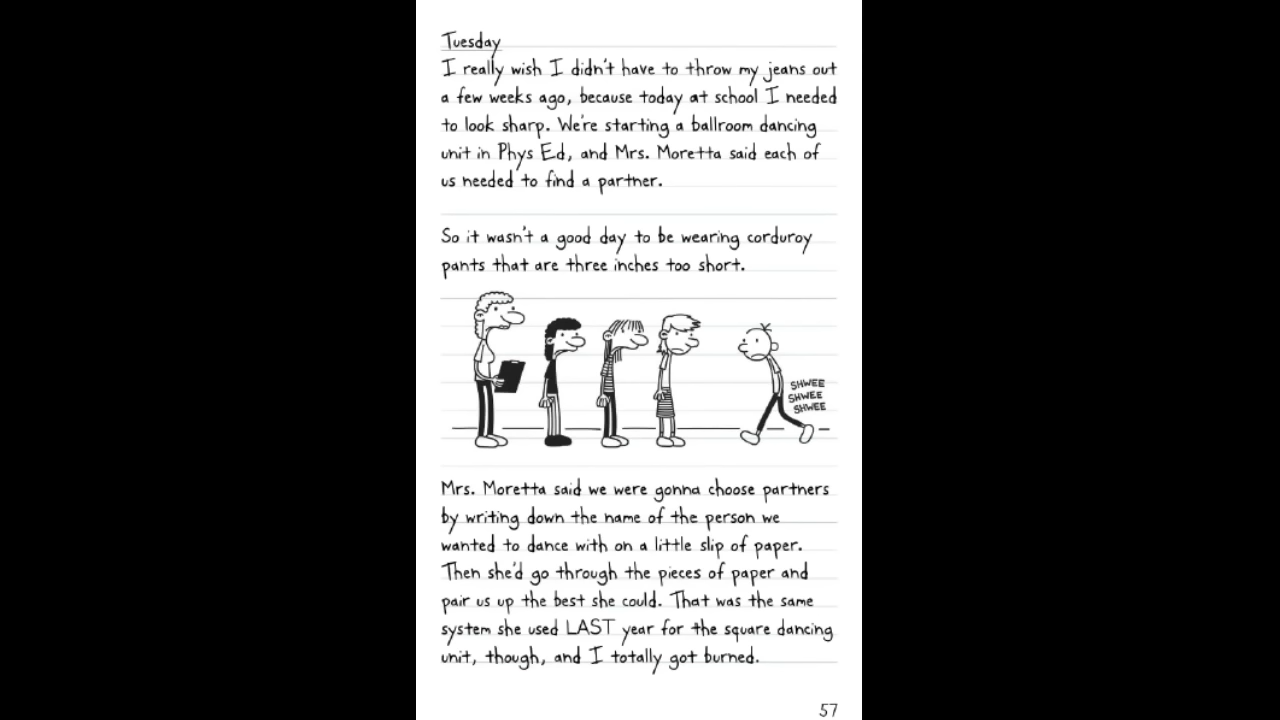 Tuesday
I really wish I didn't have to throw my jeans out
a few weeks ago, because today at school I needed
to look sharp. We're starting a ballroom dancing
unit in Phys Ed, and Mrs. Moretta said each of
us needed to find a partner.
So it wasn't a good day to be wearing corduroy
pants that are three inches too short.
SHWEE
SHWEE
SHWEE
Mrs. Moretta said we were gonna choose partners
by writing down the name of the person we
wanted to dance with on a little slip of paper.
Then she'd go through the pieces of paper and
pair us up the best she could. That was the same
system she used LAST year for the square dancing
unit, though, and I totally got burned.
57